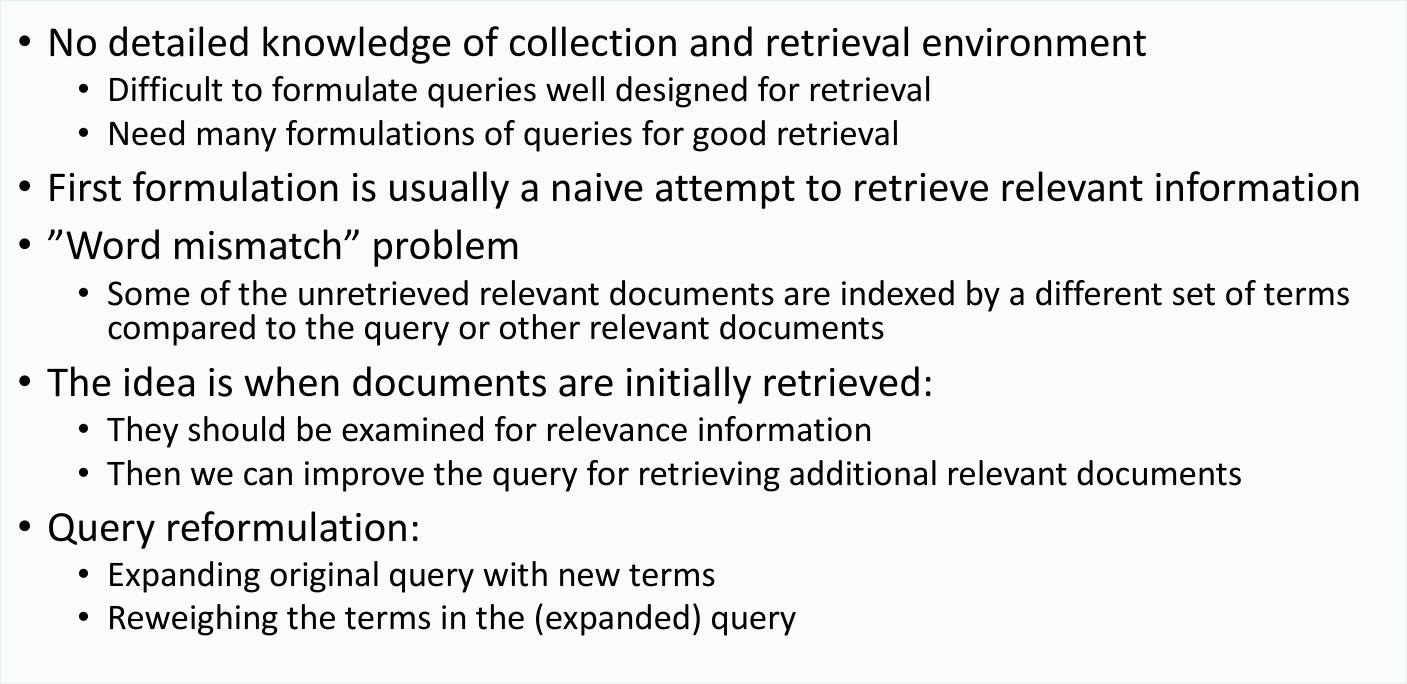 • No detailed knowledge of collection and retrieval environment
• Difficult to formulate queries well designed for retrieval
• Need many formulations of queries for good retrieval
• First formulation is usually a naive attempt to retrieve relevant information
• ”Word mismatch” problem
• Some of the unretrieved relevant documents are indexed by a different set of terms
compared to the query or other relevant documents
• The idea is when documents are initially retrieved:
• They should be examined for relevance information
• Then we can improve the query for retrieving additional relevant documents
• Query reformulation:
• Expanding original query with new terms
• Reweighing the terms in the (expanded) query